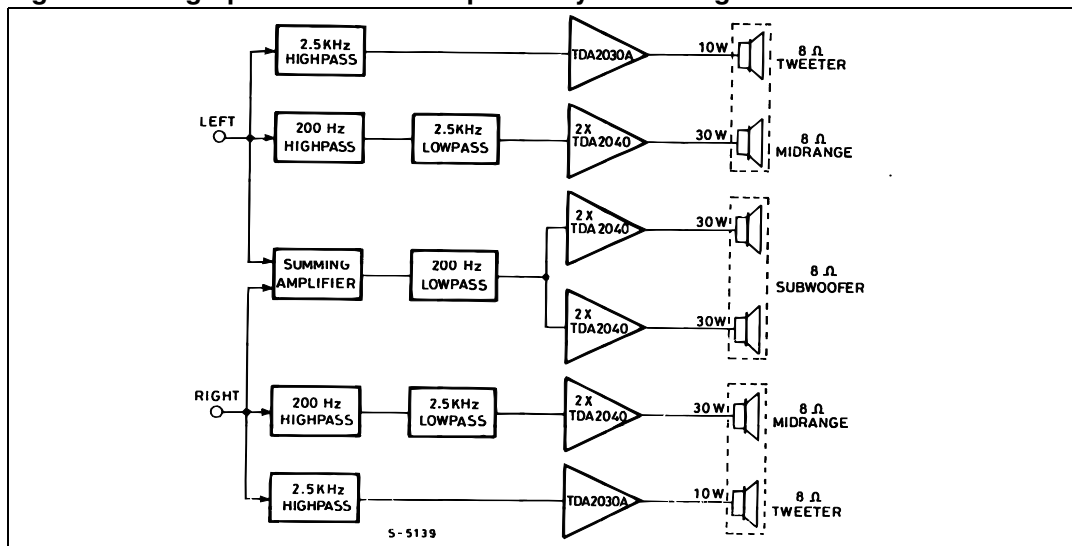 2.5KHz
HIGHPASS
TDA2030A
10W
8 Ω
TWEETER
LEFT
200 Hz
HIGHPASS
2.5KHz
LOWPASS
2X
TDA2040
30W
8 Ω
MIDRANGE
SUMMING
AMPLIFIER
200 Hz
LOWPASS
2X
TDA2040
30W
2X
TDA2040
30W
8 Ω
SUBWOOFER
RIGHT
200 Hz
HIGHPASS
2.5KHz
LOWPASS
2X
TDA2040
30W
8 Ω
MIDRANGE
2.5KHz
HIGHPASS
TDA2030A
10W
8 Ω
TWEETER
S-5139